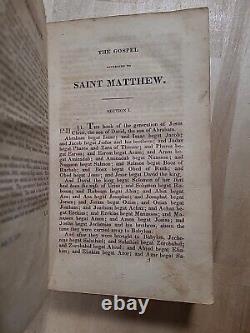 THE GOSPEL
ACCORDING TO
SAINT MATTHEW.
SECTION I.
THE book of the generation of Jesus
Christ, the son of David, the son of Abraham.
Abraham begat Isaac; and Isaac begat Jacob;
and Jacob begat Judas and his brethren; and Judas
begat Phares and Zara of Thamar; and Phares
begat Esrom; and Esrom begat Aram; and Aram
begat Aminadab; and Aminadab begat Naasson; and
Naasson begat Salmon; and Salmon begat Booz of
Rachab; and Booz begat Obed of Ruth; and
Obed begat Jesse; and Jesse begat David the king.
And David the king begat Solomon of her that
had been the wife of Urias; and Solomon begat
Roboam; and Roboam begat Abia; and Abia begat
Asa; and Asa begat Josaphat; and Josaphat begat
Joram; and Joram begat Ozias; and Ozias begat
Joatham; and Joatham begat Achaz; and Achaz
begat Ezekias; and Ezekias begat Manasses; and
Manasses begat Amon; and Amon begat Josias; and
Josias begat Jechonias and his brethren, about the
time they were carried away to Babylon.
And after they were brought to Babylon, Jechonias
begat Salathiel; and Salathiel begat Zorobabel;
and Zorobabel begat Abiud; and Abiud begat Eliakim;
and Eliakim begat Azor; and Azor begat Sa-